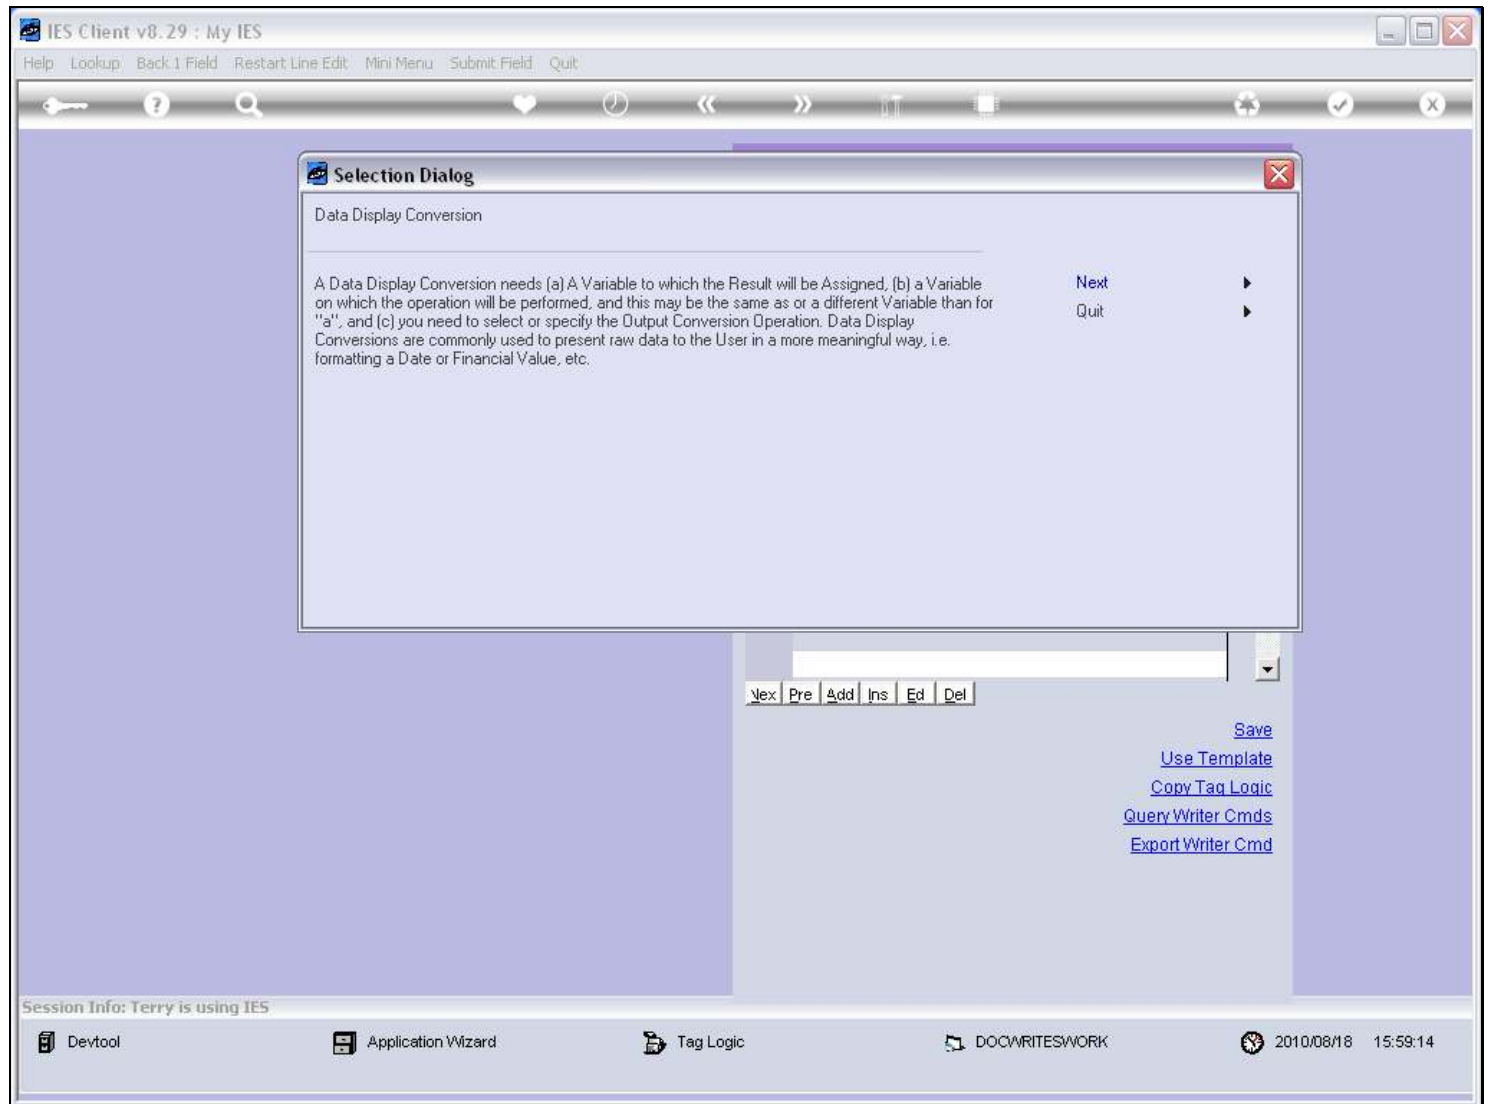 IES Client v8.29 : My IES
Help Lookup Back 1 Field Restart Line Edit Mini Menu Submit Field Quit
Selection Dialog
Data Display Conversion
A Data Display Conversion needs (a) A Variable to which the Result will be Assigned, (b) a Variable
on which the operation will be performed, and this may be the same as or a different Variable than for
"a", and (c) you need to select or specify the Output Conversion Operation. Data Display
Conversions are commonly used to present raw data to the User in a more meaningful way, i.e.
formatting a Date or Financial Value, etc.
Next
Quit
Nex Pre Add Ins Ed Del
Save
Use Template
Copy Tag Logic
Query Writer Cmds
Export Writer Cmd
Session Info: Terry is using IES
Devtool Application Wizard Tag Logic DOCWRITESWORK 2010/08/18 15:59:14